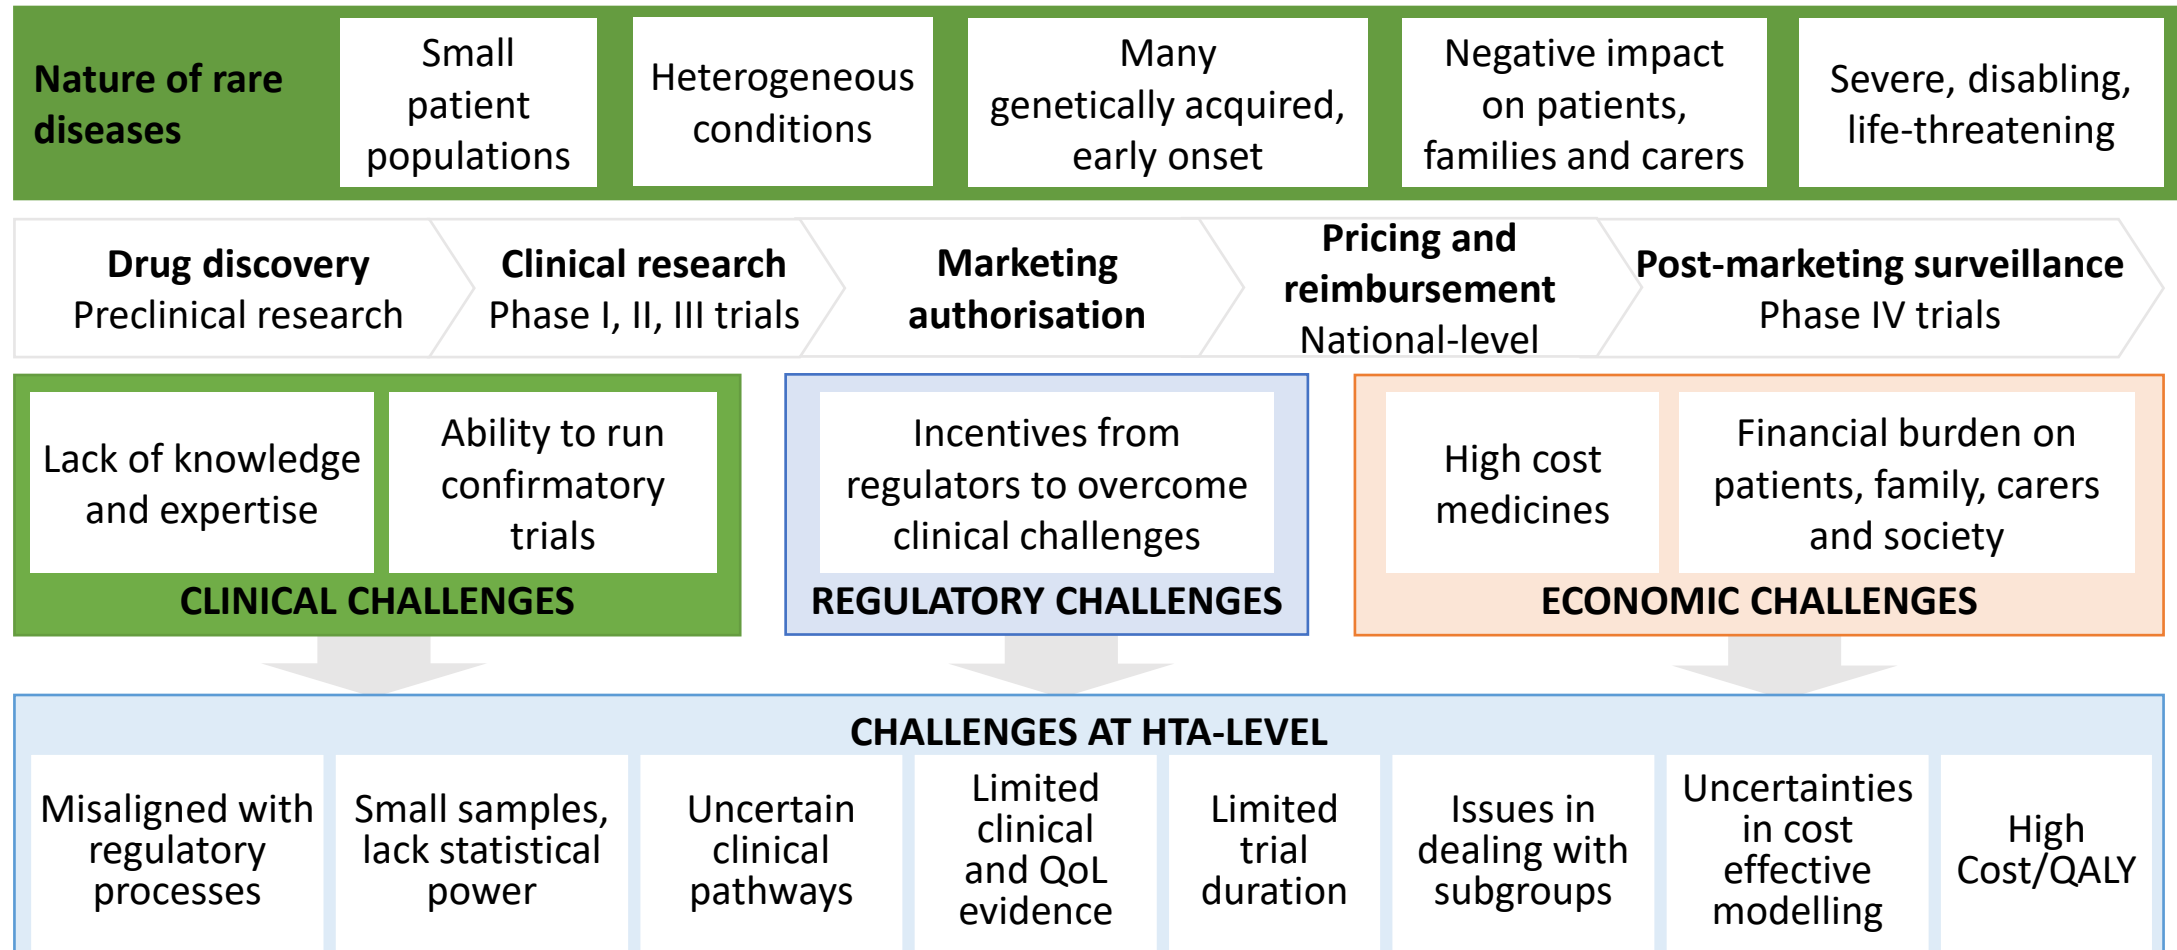 Nature of rare
diseases
Small
patient
populations
Heterogeneous
conditions
Many
genetically acquired,
early onset
Negative impact
on patients,
families and carers
Severe, disabling,
life-threatening
Drug discovery
Preclinical research
Clinical research
Phase I, II, III trials
Marketing
authorisation
Pricing and
reimbursement
National-level
Post-marketing surveillance
Phase IV trials
Lack of knowledge
and expertise
Ability to run
confirmatory
trials
CLINICAL CHALLENGES
Incentives from
regulators to overcome
clinical challenges
REGULATORY CHALLENGES
High cost
medicines
Financial burden on
patients, family, carers
and society
ECONOMIC CHALLENGES
CHALLENGES AT HTA-LEVEL
Misaligned with
regulatory
processes
Small samples,
lack statistical
power
Uncertain
clinical
pathways
Limited
clinical
and QoL
evidence
Limited
trial
duration
Issues in
dealing with
subgroups
Uncertainties
in cost
effective
modelling
High
Cost/QALY